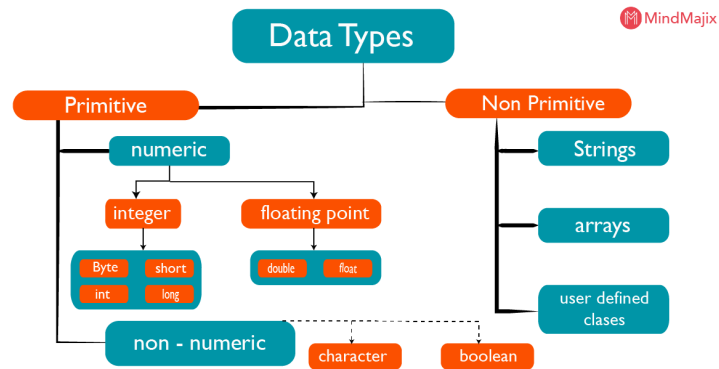 Data Types
MindMajix
Primitive
Non Primitive
numeric
Strings
integer
floating point
arrays
Byte
short
double
float
int
long
user defined
clases
non - numeric
character
boolean